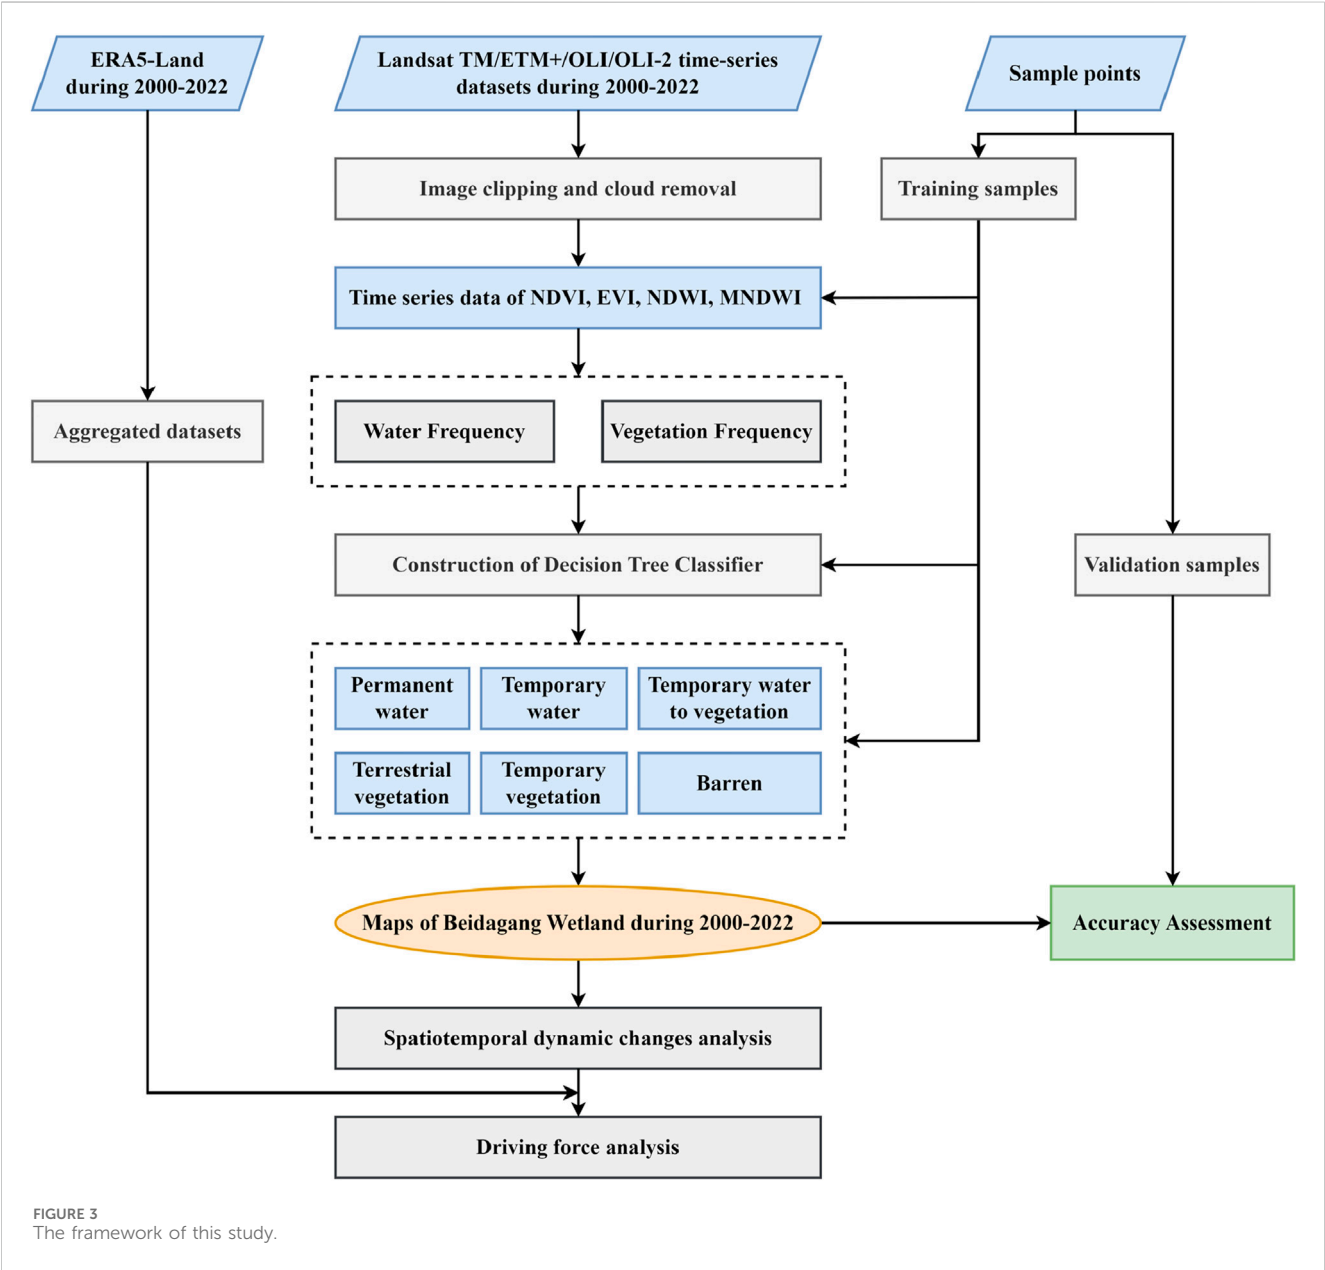 ERA5-Land
during 2000-2022
Landsat TM/ETM+/OLI/OLI-2 time-series
datasets during 2000-2022
Sample points
Image clipping and cloud removal
Training samples
Time series data of NDVI, EVI, NDWI, MNDWI
Aggregated datasets
Water Frequency
Vegetation Frequency
Construction of Decision Tree Classifier
Validation samples
Permanent
water
Temporary
water
Temporary water
to vegetation
Terrestrial
vegetation
Temporary
vegetation
Barren
Maps of Beidagang Wetland during 2000-2022
Accuracy Assessment
Spatiotemporal dynamic changes analysis
Driving force analysis
FIGURE 3
The framework of this study.